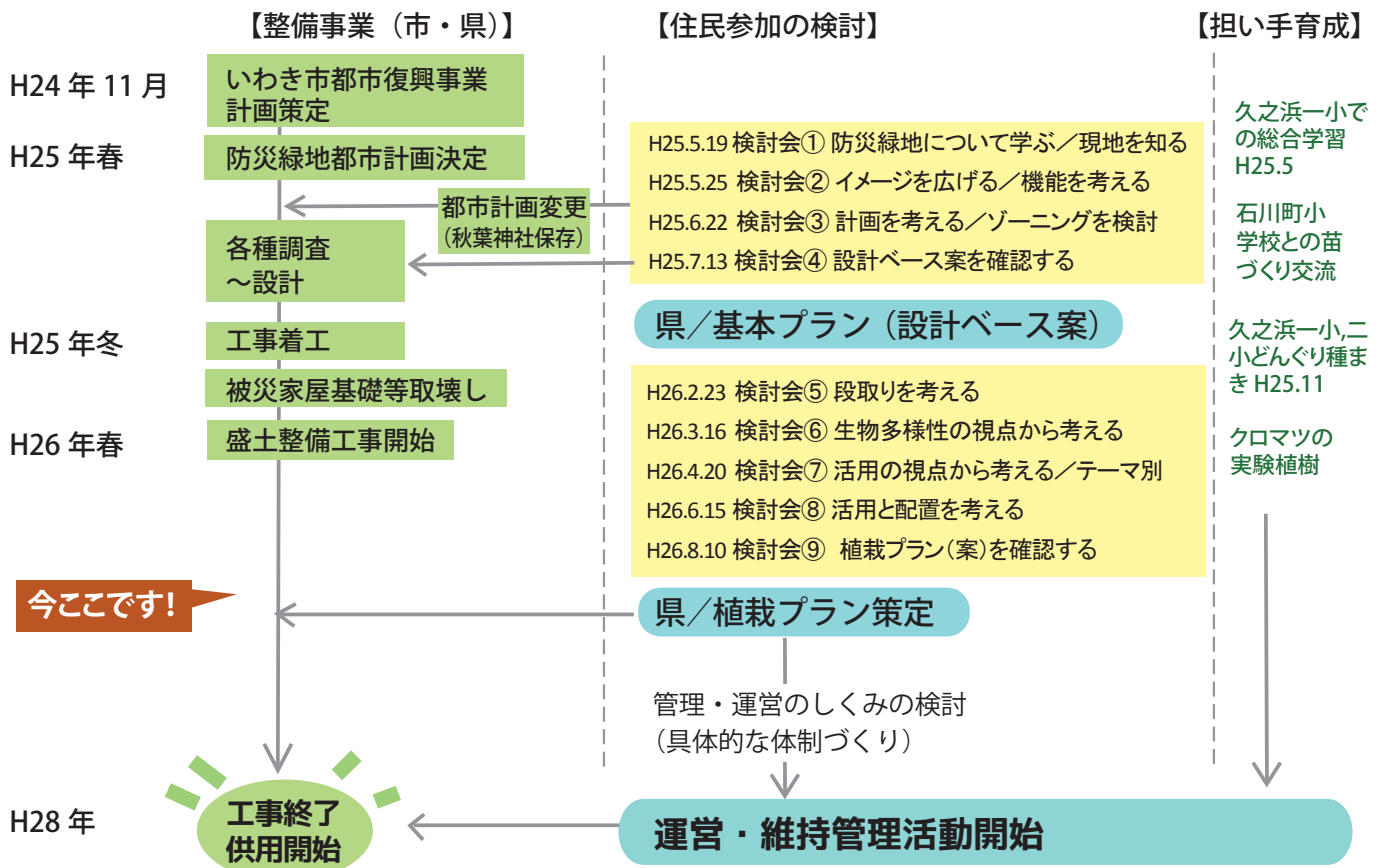 【整備事業（市・県）】
【住民参加の検討】
【担い手育成】
H24 年 11 月
いわき市都市復興事業
計画策定
H25 年春
防災緑地都市計画決定
都市計画変更
（秋葉神社保存）
各種調査
～設計
H25 年冬
工事着工
被災家屋基礎等取壊し
H26 年春
盛土整備工事開始
今ここです！
H28 年
工事終了
供用開始
H25.5.19 検討会① 防災緑地について学ぶ／現地を知る
H25.5.25 検討会② イメージを広げる／機能を考える
H25.6.22 検討会③ 計画を考える／ゾーニングを検討
H25.7.13 検討会④ 設計ベース案を確認する
県／基本プラン（設計ベース案）
H26.2.23 検討会⑤ 段取りを考える
H26.3.16 検討会⑥ 生物多様性の視点から考える
H26.4.20 検討会⑦ 活用の視点から考える／テーマ別
H26.6.15 検討会⑧ 活用と配置を考える
H26.8.10 検討会⑨ 植栽プラン（案）を確認する
県／植栽プラン策定
管理・運営のしくみの検討
（具体的な体制づくり）
運営・維持管理活動開始
久之浜一小で
の総合学習
H25.5
石川町小
学校との苗
づくり交流
久之浜一小,二
小どんぐり種ま
き H25.11
クロマツの
実験植樹